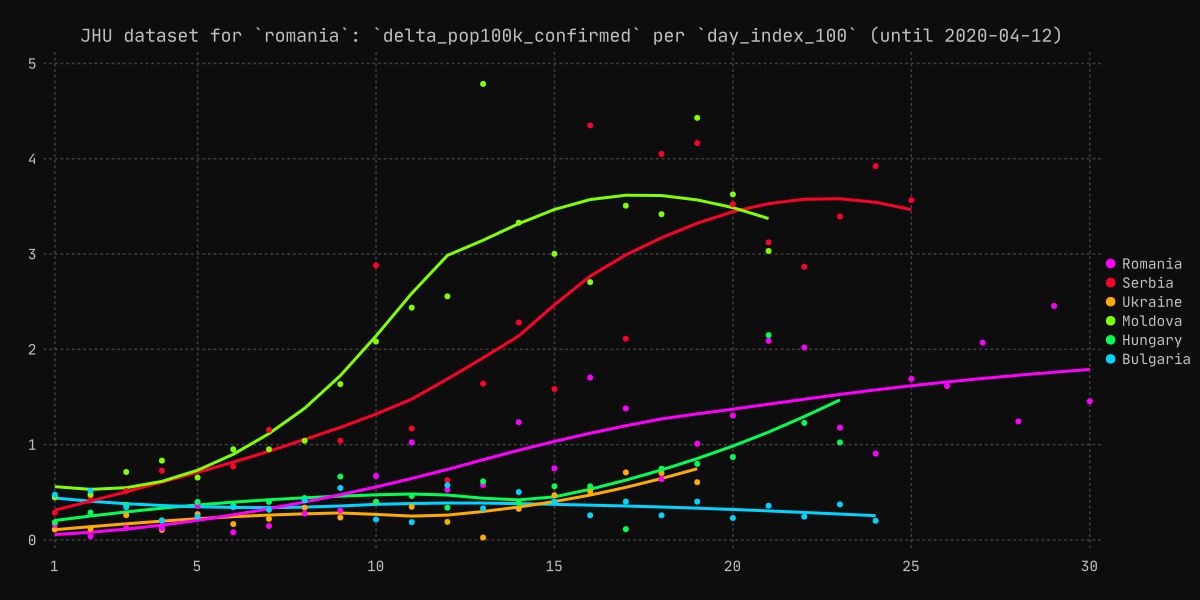 JHU dataset for `romania`: `delta_pop100k_confirmed` per `day_index_100` (until 2020-04-12)
5
4
3
2
1
0
1 5 10 15 20 25 30
Romania
Serbia
Ukraine
Moldova
Hungary
Bulgaria